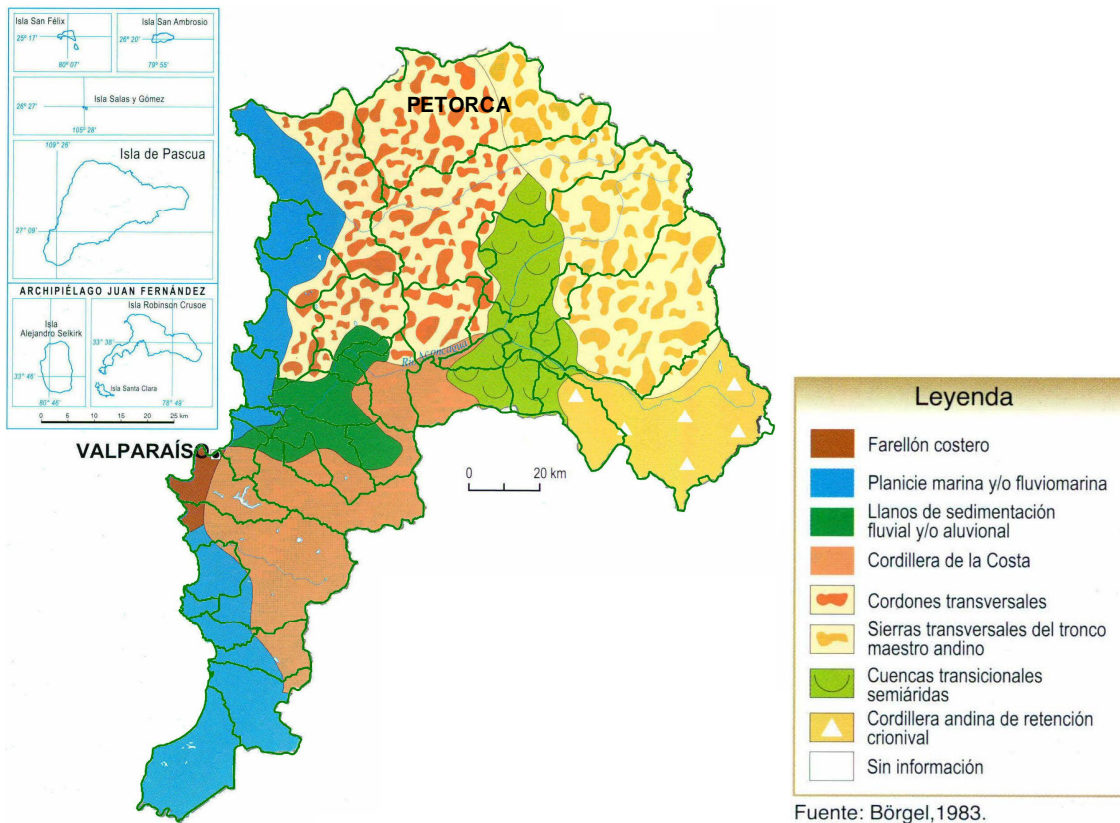 Isla San Félix
25° 17'
80° 07'
Isla San Ambrosio
26° 20'
79° 55'
Isla Salas y Gómez
26° 27'
105° 28'
109° 26'
Isla de Pascua
27° 09'
ARCHIPIÉLAGO JUAN FERNÁNDEZ
Isla
Alejandro Selkirk
33° 46'
80° 46'
Isla Robinson Crusoe
33° 38'
Isla Santa Clara
78° 49'
0 5 10 15 20 25 km
PETORCA
Río Aconcagua
VALPARAÍSO
0 20 km
Leyenda
Farellón costero
Planicie marina y/o fluviomarina
Llanos de sedimentación
fluvial y/o aluvional
Cordillera de la Costa
Cordones transversales
Sierras transversales del tronco
maestro andino
Cuencas transicionales
semiáridas
Cordillera andina de retención
crionival
Sin información
Fuente: Börgel,1983.